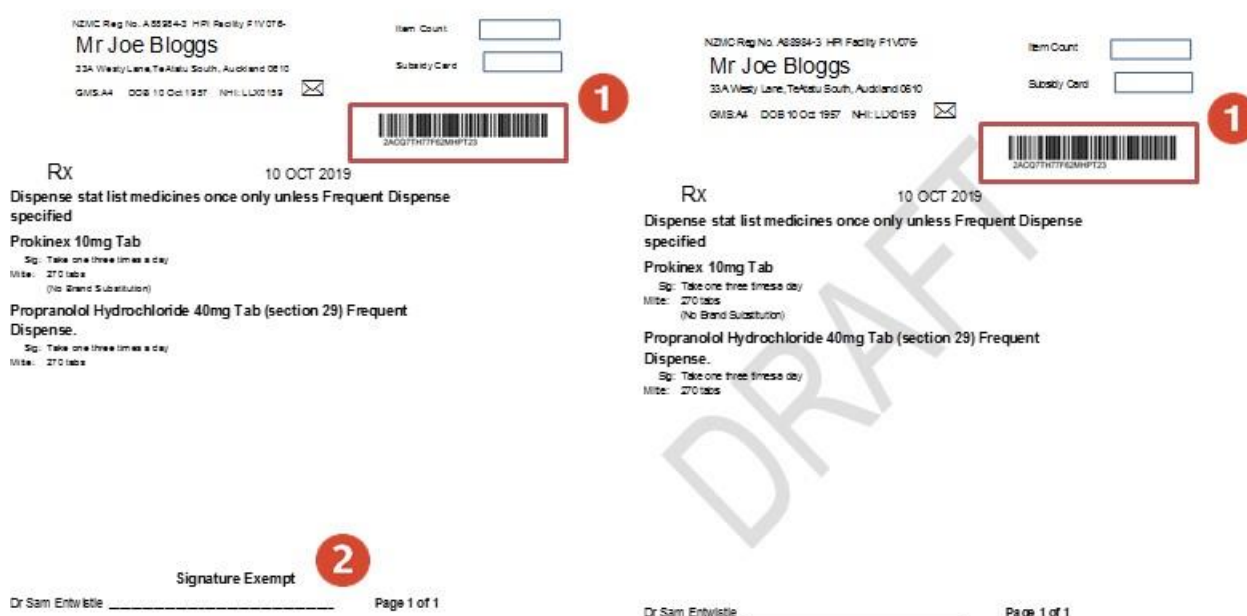 NZMC Reg No. A88984-3 HPI Facility F1V076-
Item Count
Mr Joe Bloggs
33A Westy Lane, TeAtatu South, Auckland 0610
Subsidy Card
GMS:A4 DOB 10 Oct 1957 NHI: LLX0159
1
2ACQ7TH77F62MHPT23
Rx 10 OCT 2019
Dispense stat list medicines once only unless Frequent Dispense
specified
Prokinex 10mg Tab
Sig: Take one three times a day
Mitte: 270 tabs
(No Brand Substitution)
Propranolol Hydrochloride 40mg Tab (section 29) Frequent
Dispense.
Sig: Take one three times a day
Mitte: 270 tabs
2
Signature Exempt
Dr Sam Entwistle Page 1 of 1
NZMC Reg No. A88984-3 HPI Facility F1V076-
Item Count
Mr Joe Bloggs
33A Westy Lane, TeAtatu South, Auckland 0610
Subsidy Card
GMS:A4 DOB 10 Oct 1957 NHI: LLX0159
1
2ACQ7TH77F62MHPT23
Rx 10 OCT 2019
Dispense stat list medicines once only unless Frequent Dispense
specified
Prokinex 10mg Tab
Sig: Take one three times a day
Mitte: 270 tabs
(No Brand Substitution)
Propranolol Hydrochloride 40mg Tab (section 29) Frequent
Dispense.
Sig: Take one three times a day
Mitte: 270 tabs
DRAFT
Dr Sam Entwistle Page 1 of 1